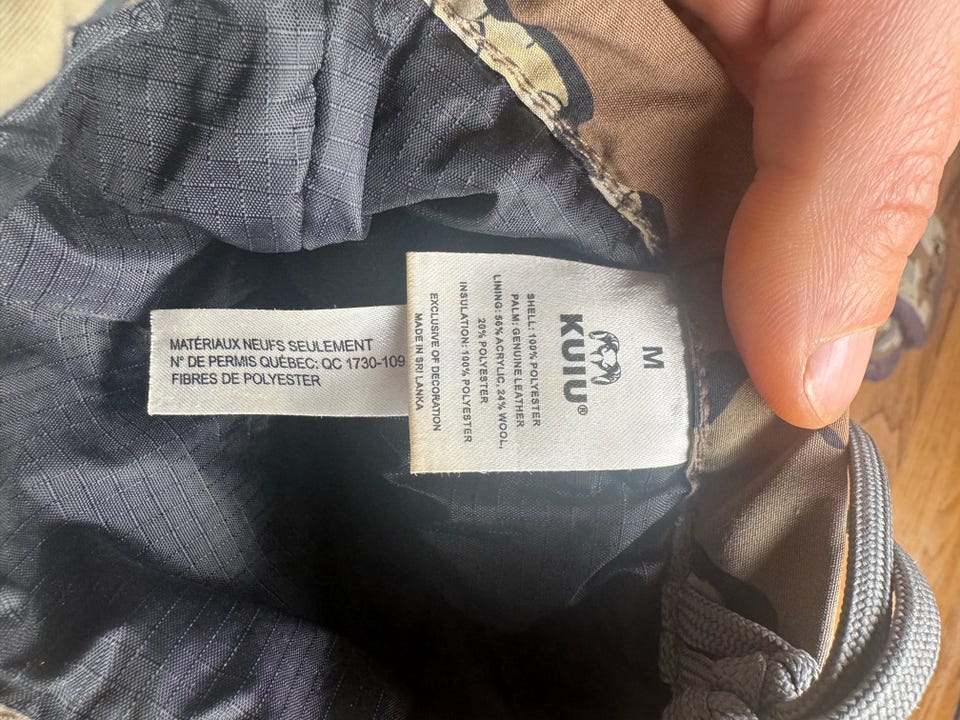 M
KUIU®
SHELL: 100% POLYESTER
PALM: GENUINE LEATHER
LINING: 56% ACRYLIC, 24% WOOL,
20% POLYESTER
INSULATION: 100% POLYESTER
EXCLUSIVE OF DECORATION
MADE IN SRI LANKA
MATÉRIAUX NEUFS SEULEMENT
N° DE PERMIS QUÉBEC: QC 1730-109
FIBRES DE POLYESTER